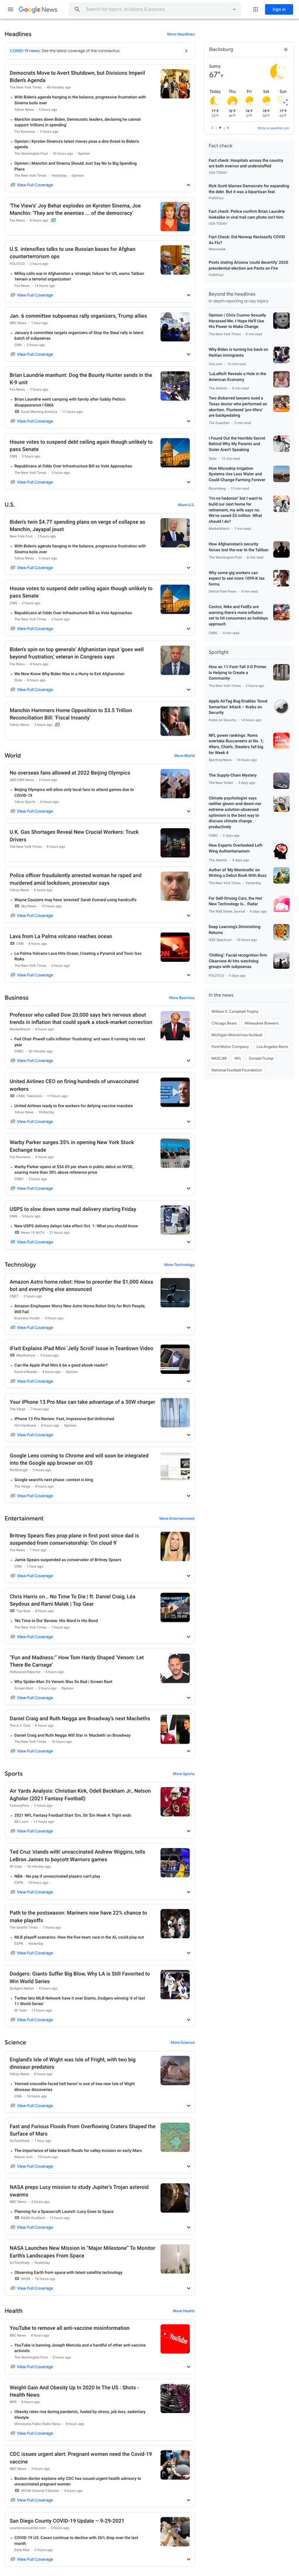 Google News
Search for topics, locations & sources
Sign in
Headlines
More Headlines
COVID-19 news: See the latest coverage of the coronavirus
Democrats Move to Avert Shutdown, but Divisions Imperil
Biden's Agenda
The New York Times · 46 minutes ago
With Biden's agenda hanging in the balance, progressive frustration with
Sinema boils over
Yahoo News · 5 hours ago
Manchin stares down Biden, Democratic leaders, declaring he cannot
support 'trillions in spending'
Fox Business · 3 hours ago
Opinion | Kyrsten Sinema's latest moves pose a dire threat to Biden's
agenda
The Washington Post · 10 hours ago · Opinion
Opinion | Manchin and Sinema Should Just Say No to Big Spending
Plans
The New York Times · Yesterday · Opinion
View Full Coverage
'The Views' Joy Behar explodes on Kyrsten Sinema, Joe
Manchin: 'They are the enemies ... of the democracy'
Fox News · 9 hours ago
U.S. intensifies talks to use Russian bases for Afghan
counterterrorism ops
POLITICO · 2 hours ago
Milley calls war in Afghanistan a 'strategic failure' for US, warns Taliban
'remain a terrorist organization'
Fox News · 14 hours ago
View Full Coverage
Jan. 6 committee subpoenas rally organizers, Trump allies
NBC News · 1 hour ago
January 6 committee targets organizers of Stop the Steal rally in latest
batch of subpoenas
CNN · 2 hours ago
View Full Coverage
Brian Laundrie manhunt: Dog the Bounty Hunter sends in the
K-9 unit
Fox News · 5 hours ago
Brian Laundrie went camping with family after Gabby Petito's
disappearance l GMA
Good Morning America · 11 hours ago
View Full Coverage
House votes to suspend debt ceiling again though unlikely to
pass Senate
CNN · 2 hours ago
Republicans at Odds Over Infrastructure Bill as Vote Approaches
The New York Times · 3 hours ago
View Full Coverage
U.S.
More U.S.
Biden's twin $4.7T spending plans on verge of collapse as
Manchin, Jayapal joust
New York Post · 2 hours ago
With Biden's agenda hanging in the balance, progressive frustration with
Sinema boils over
Yahoo News · 5 hours ago
View Full Coverage
House votes to suspend debt ceiling again though unlikely to
pass Senate
CNN · 2 hours ago
Republicans at Odds Over Infrastructure Bill as Vote Approaches
The New York Times · 3 hours ago
View Full Coverage
Biden's spin on top generals' Afghanistan input 'goes well
beyond frustration,' veteran in Congress says
Fox News · 4 hours ago
We Now Know Why Biden Was in a Hurry to Exit Afghanistan
Slate · 8 hours ago
View Full Coverage
Manchin Hammers Home Opposition to $3.5 Trillion
Reconciliation Bill: 'Fiscal Insanity'
Yahoo News · 4 hours ago
World
More World
No overseas fans allowed at 2022 Beijing Olympics
ABS-CBN News · 3 hours ago
Beijing Olympics will allow only local fans to attend games due to
COVID-19
Yahoo Sports · 6 hours ago
View Full Coverage
U.K. Gas Shortages Reveal New Crucial Workers: Truck
Drivers
The New York Times · 8 hours ago
Police officer fraudulently arrested woman he raped and
murdered amid lockdown, prosecutor says
Yahoo News · 5 hours ago
Wayne Couzens may have 'arrested' Sarah Everard using handcuffs
Sky News · 15 hours ago
View Full Coverage
Lava from La Palma volcano reaches ocean
CNN · 8 hours ago
La Palma Volcano Lava Hits Ocean, Creating a Pyramid and Toxic Gas
Risks
The New York Times · 4 hours ago
View Full Coverage
Business
More Business
Professor who called Dow 20,000 says he's nervous about
trends in inflation that could spark a stock-market correction
MarketWatch · 4 hours ago
Fed Chair Powell calls inflation 'frustrating' and sees it running into next
year
CNBC · 42 minutes ago
View Full Coverage
United Airlines CEO on firing hundreds of unvaccinated
workers
CNBC Television · 11 hours ago
United Airlines ready to fire workers for defying vaccine mandate
Yahoo News · Yesterday
View Full Coverage
Warby Parker surges 35% in opening New York Stock
Exchange trade
Fox Business · 9 hours ago
Warby Parker opens at $54.05 per share in public debut on NYSE,
soaring more than 30% above reference price
CNBC · 5 hours ago
View Full Coverage
USPS to slow down some mail delivery starting Friday
CNN · 5 hours ago
New USPS delivery delays take effect Oct. 1: What you should know
News 19 WLTX · 21 hours ago
View Full Coverage
Technology
More Technology
Amazon Astro home robot: How to preorder the $1,000 Alexa
bot and everything else announced
CNET · 2 hours ago
Amazon Employees Worry New Astro Home Robot Only for Rich People,
Will Fail
Business Insider · 9 hours ago
View Full Coverage
iFixit Explains iPad Mini 'Jelly Scroll' Issue in Teardown Video
MacRumors · 5 hours ago
Can the Apple iPad Mini 6 be a good ebook reader?
Good e-Reader · 4 hours ago · Opinion
View Full Coverage
Your iPhone 13 Pro Max can take advantage of a 30W charger
The Verge · 7 hours ago
iPhone 13 Pro Review: Fast, Impressive But Unfinished
Hot Hardware · 8 hours ago · Opinion
View Full Coverage
Google Lens coming to Chrome and will soon be integrated
into the Google app browser on iOS
9to5Google · 6 hours ago
Google search's next phase: context is king
The Verge · 8 hours ago
View Full Coverage
Entertainment
More Entertainment
Britney Spears flies prop plane in first post since dad is
suspended from conservatorship: 'On cloud 9'
Fox News · 1 hour ago
Jamie Spears suspended as conservator of Britney Spears
CNN · 1 hour ago
View Full Coverage
Chris Harris on... No Time To Die | ft. Daniel Craig, Léa
Seydoux and Rami Malek | Top Gear
Top Gear · 9 hours ago
'No Time to Die' Review: His Word Is His Bond
The New York Times · 7 hours ago
View Full Coverage
"Fun and Madness:" How Tom Hardy Shaped 'Venom: Let
There Be Carnage'
Hollywood Reporter · 4 hours ago
Why Spider-Man 3's Venom Was So Bad | Screen Rant
Screen Rant · 2 hours ago · Opinion
View Full Coverage
Daniel Craig and Ruth Negga are Broadway's next Macbeths
The A.V. Club · 6 hours ago
Daniel Craig and Ruth Negga Will Star in 'Macbeth' on Broadway
The New York Times · 10 hours ago
View Full Coverage
Sports
More Sports
Air Yards Analysis: Christian Kirk, Odell Beckham Jr., Nelson
Agholor (2021 Fantasy Football)
FantasyPros · 3 hours ago
2021 NFL Fantasy Football Start 'Em, Sit 'Em Week 4: Tight ends
NFL.com · 17 hours ago
View Full Coverage
Ted Cruz 'stands with' unvaccinated Andrew Wiggins, tells
LeBron James to boycott Warriors games
SF Gate · 10 minutes ago
NBA - No pay if unvaccinated players can't play
ESPN · 10 hours ago
View Full Coverage
Path to the postseason: Mariners now have 22% chance to
make playoffs
The Seattle Times · 7 hours ago
MLB playoff scenarios: How the five-team race in the AL could play out
ESPN · Yesterday
View Full Coverage
Dodgers: Giants Suffer Big Blow, Why LA is Still Favorited to
Win World Series
Dodgers Nation · 9 hours ago
Twitter lets MLB Network have it over Giants, Dodgers winning '4 of last
11 World Series'
SF Gate · 12 hours ago
View Full Coverage
Science
More Science
England's Isle of Wight was Isle of Fright, with two big
dinosaur predators
Yahoo News · 8 hours ago
'Horned crocodile-faced hell heron' is one of two new Isle of Wight
dinosaur discoveries
CNN · 16 hours ago
View Full Coverage
Fast and Furious Floods From Overflowing Craters Shaped the
Surface of Mars
SciTechDaily · 1 hour ago
The importance of lake breach floods for valley incision on early Mars
Nature.com · 10 hours ago
View Full Coverage
NASA preps Lucy mission to study Jupiter's Trojan asteroid
swarms
NBC News · 3 hours ago
Planning for a Spacecraft Launch: Lucy Goes to Space
NASA Goddard · 12 hours ago
View Full Coverage
NASA Launches New Mission in "Major Milestone" To Monitor
Earth's Landscapes From Space
SciTechDaily · Yesterday
Observing Earth from space with latest satellite technology
WION · 18 hours ago
View Full Coverage
Health
More Health
YouTube to remove all anti-vaccine misinformation
BBC News · 4 hours ago
YouTube is banning Joseph Mercola and a handful of other anti-vaccine
activists
The Washington Post · 8 hours ago
View Full Coverage
Weight Gain And Obesity Up In 2020 In The US : Shots -
Health News
NPR · 8 hours ago
Obesity rates rise during pandemic, fueled by stress, job loss, sedentary
lifestyle
Minnesota Public Radio News · 8 hours ago
View Full Coverage
CDC issues urgent alert: Pregnant women need the Covid-19
vaccine
NBC News · 3 hours ago
Boston doctor explains why CDC has issued urgent health advisory to
unvaccinated pregnant women
WCVB Channel 5 Boston · 4 hours ago
View Full Coverage
San Diego County COVID-19 Update – 9-29-2021
countynewscenter.com · 2 hours ago
COVID-19 US: Cases continue to decline with 26% drop over the last
month
Daily Mail · 2 hours ago
View Full Coverage
Blacksburg
Sunny
67°F
Today
Thu
Fri
Sat
Sun
More on weather.com
Fact check
Fact check: Hospitals across the country
are both overrun and understaffed
USA TODAY
Rick Scott blames Democrats for expanding
the debt. But it was a bipartisan feat
PolitiFact
Fact check: Police confirm Brian Laundrie
lookalike in viral trail cam photo isn't him
USA TODAY
Fact Check: Did Norway Reclassify COVID
As Flu?
Newsweek
Posts stating Arizona 'could decertify' 2020
presidential election are Pants on Fire
PolitiFact
Beyond the headlines
In-depth reporting on key topics
Opinion | Chris Cuomo Sexually
Harassed Me. I Hope He'll Use
His Power to Make Change
The New York Times · 6 min read
Why Biden is turning his back on
Haitian immigrants
Vox.com · 16 min read
'LuLaRich' Reveals a Hole in the
American Economy
The Atlantic · 8 min read
Two disbarred lawyers sued a
Texas doctor who performed an
abortion. Flustered 'pro-lifers'
are backpedaling
The Guardian · 5 min read
I Found Out the Horrible Secret
Behind Why My Parents and
Sister Aren't Speaking
Slate · 12 min read
How Microdrip Irrigation
Systems Use Less Water and
Could Change Farming Forever
Bloomberg · 13 min read
'I'm no hedonist' but I want to
build our next home for
retirement, my wife says no.
We've saved $3 million. What
should I do?
MarketWatch · 7 min read
How Afghanistan's security
forces lost the war to the Taliban
The Washington Post · 8 min read
Why some gig workers can
expect to see more 1099-K tax
forms
Detroit Free Press · 8 min read
Costco, Nike and FedEx are
warning there's more inflation
set to hit consumers as holidays
approach
CNBC · 4 min read
Spotlight
How an 11-Foot-Tall 3-D Printer
Is Helping to Create a
Community
The New York Times · 5 hours ago
Apple AirTag Bug Enables 'Good
Samaritan' Attack – Krebs on
Security
Krebs on Security · 14 hours ago
NFL power rankings: Rams
overtake Buccaneers at No. 1;
49ers, Chiefs, Steelers fall big
for Week 4
Sporting News · 14 hours ago
The Supply-Chain Mystery
The New Yorker · 3 days ago
Climate psychologist says
neither gloom-and-doom nor
extreme solution-obsessed
optimism is the best way to
discuss climate change
productively
CNBC · 2 days ago
How Experts Overlooked Left-
Wing Authoritarianism
The Atlantic · 4 days ago
Author of 'My Monticello' on
Writing a Debut Book With Buzz
The New York Times · Yesterday
For Self-Driving Cars, the Hot
New Technology Is... Radar
The Wall Street Journal · 4 days ago
Deep Learning's Diminishing
Returns
IEEE Spectrum · 10 hours ago
'Chilling': Facial recognition firm
Clearview AI hits watchdog
groups with subpoenas
POLITICO · 5 days ago
In the news
William V. Campbell Trophy
Chicago Bears
Milwaukee Brewers
Michigan Wolverines football
Ford Motor Company
Los Angeles Rams
NASCAR
NFL
Donald Trump
National Football Foundation